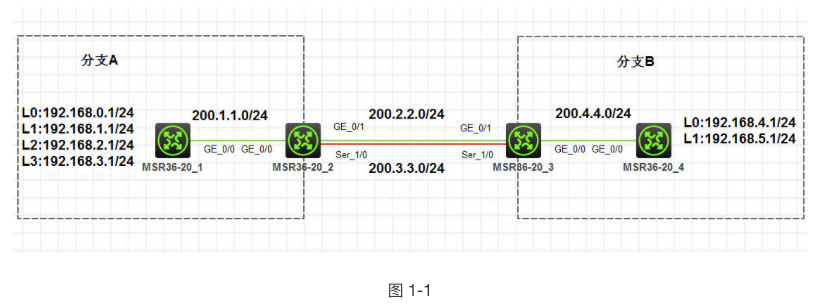 分支A
分支B
L0:192.168.0.1/24
L1:192.168.1.1/24
L2:192.168.2.1/24
L3:192.168.3.1/24
200.1.1.0/24
GE_0/0 GE_0/0
MSR36-20_1
MSR36-20_2
200.2.2.0/24
GE_0/1
GE_0/1
Ser_1/0
Ser_1/0
200.3.3.0/24
200.4.4.0/24
GE_0/0 GE_0/0
MSR36-20_3
MSR36-20_4
L0:192.168.4.1/24
L1:192.168.5.1/24
图 1-1